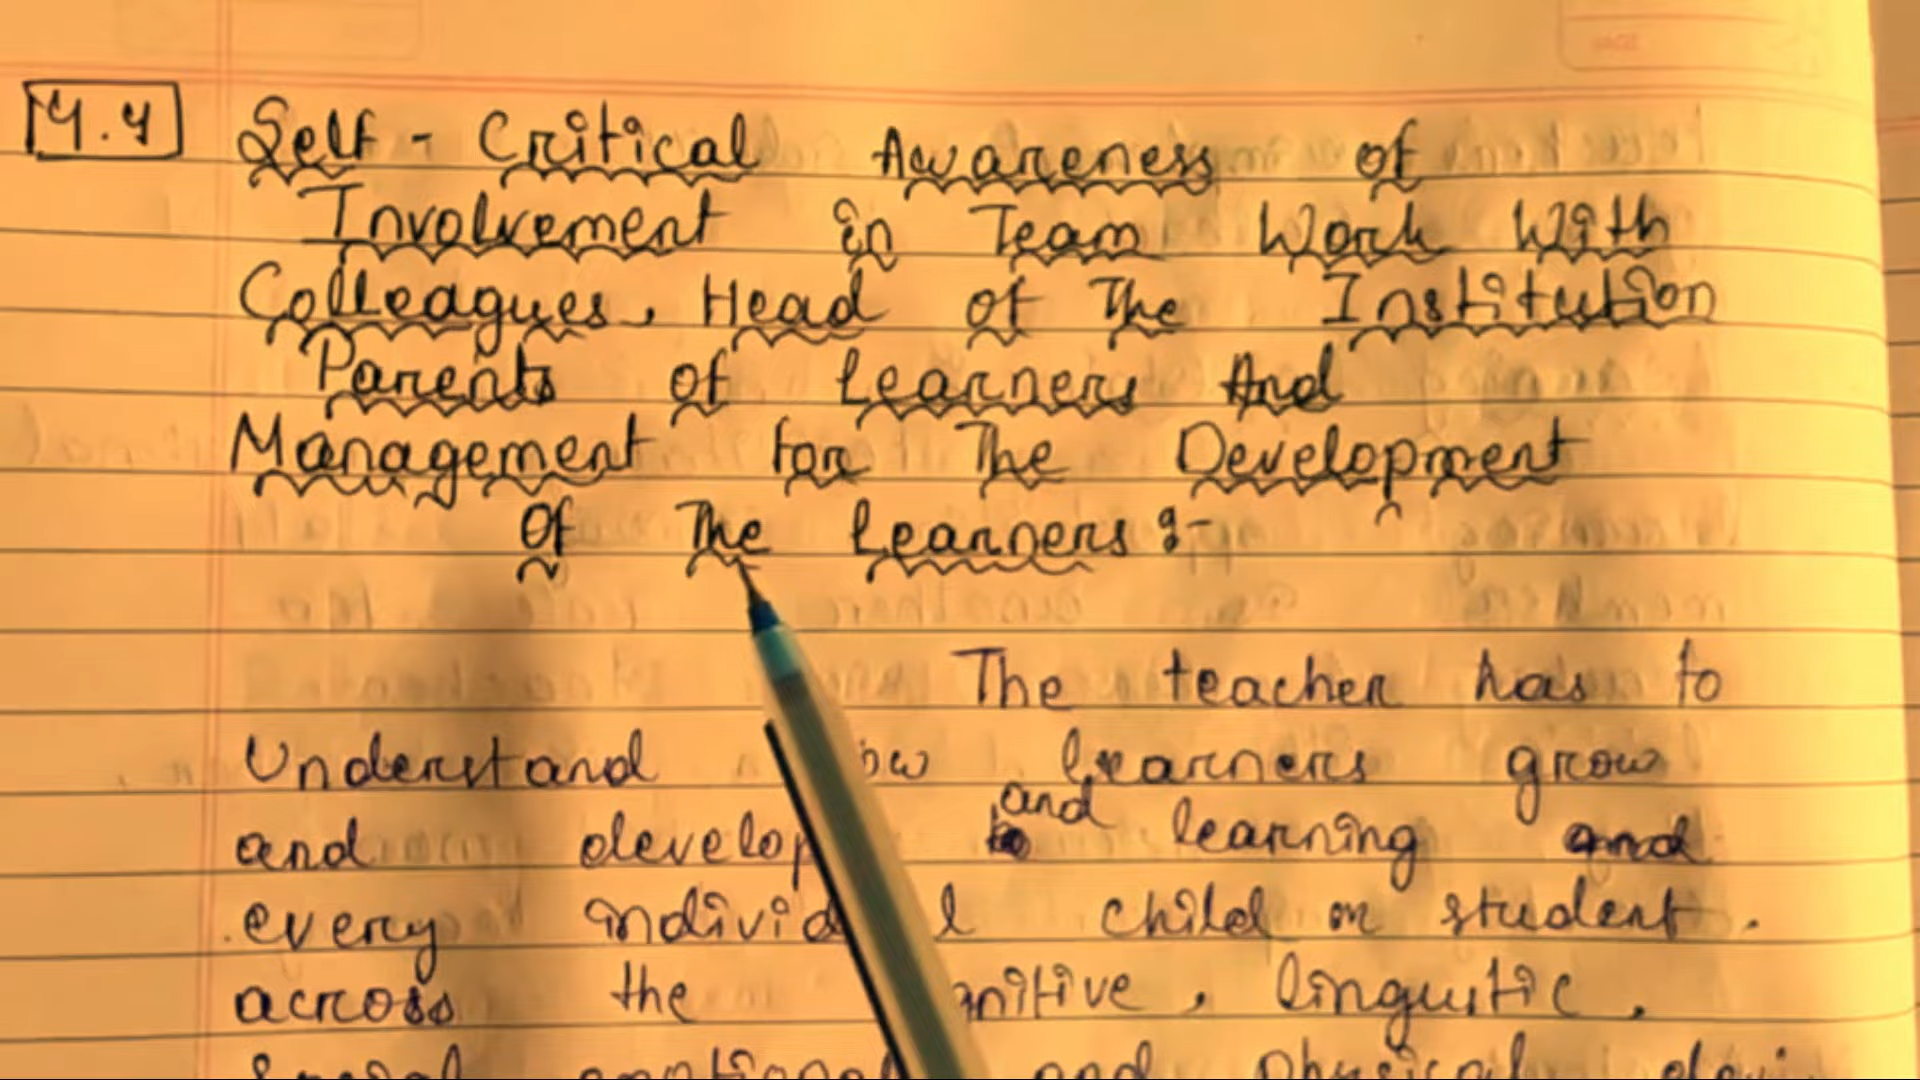 4.4 Self - Critical Awareness of
Involvement in Team Work With
Colleagues, Head of The Institution
Parents of Learners And
Management for The Development
Of The Learners :-
The teacher has to
Understand learners grow
and develop and learning and
every child or student.
across the , linguistic,
and physical